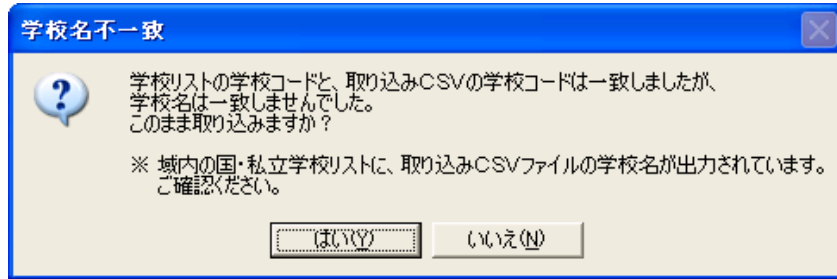 学校名不一致
学校リストの学校コードと、取り込みCSVの学校コードは一致しましたが、
学校名は一致しませんでした。
このまま取り込みますか？
※ 域内の国・私立学校リストに、取り込みCSVファイルの学校名が出力されています。
ご確認ください。
はい(Y)
いいえ(N)